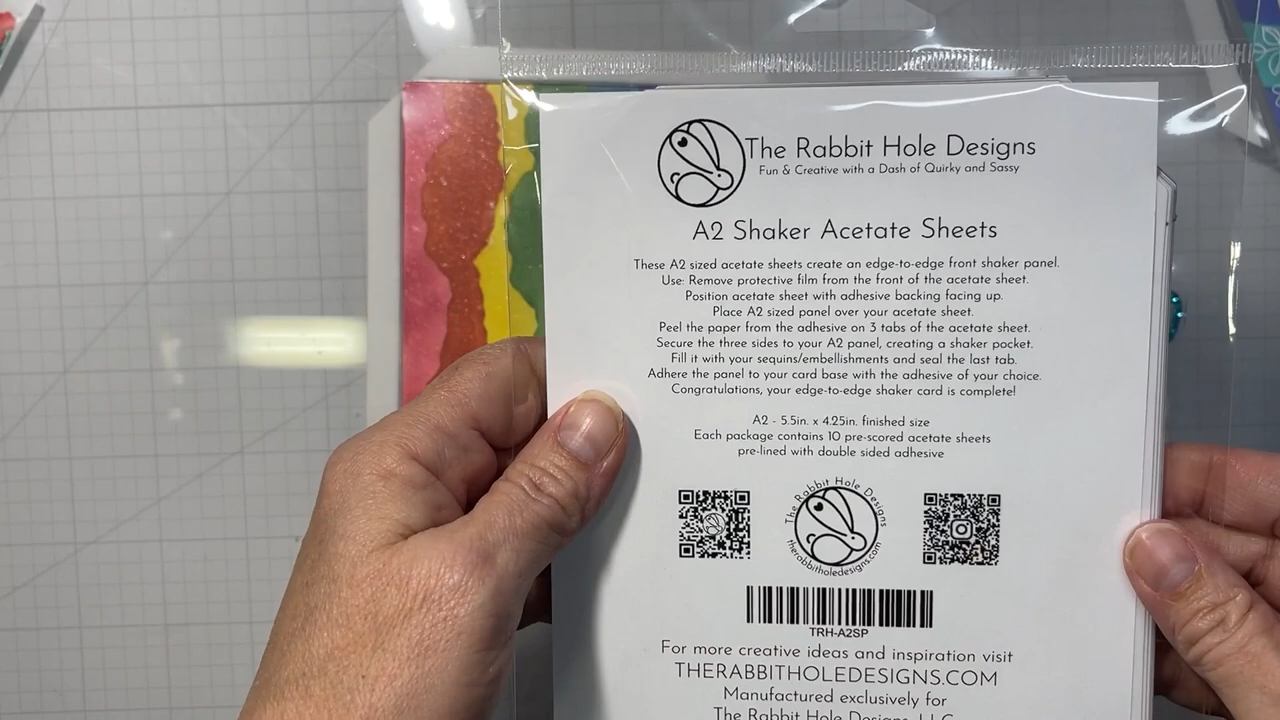 The Rabbit Hole Designs
Fun & Creative with a Dash of Quirky and Sassy
A2 Shaker Acetate Sheets
These A2 sized acetate sheets create an edge-to-edge front shaker panel.
Use: Remove protective film from the front of the acetate sheet.
Position acetate sheet with adhesive backing facing up.
Place A2 sized panel over your acetate sheet.
Peel the paper from the adhesive on 3 tabs of the acetate sheet.
Secure the three sides to your A2 panel, creating a shaker pocket.
Fill it with your sequins/embellishments and seal the last tab.
Adhere the panel to your card base with the adhesive of your choice.
Congratulations, your edge-to-edge shaker card is complete!
A2 - 5.5in. x 4.25in. finished size
Each package contains 10 pre-scored acetate sheets
pre-lined with double sided adhesive
The Rabbit Hole Designs
therabbitholedesigns.com
TRH-A2SP
For more creative ideas and inspiration visit
THERABBITHOLEDESIGNS.COM
Manufactured exclusively for
The Rabbit Hole Designs, LLC